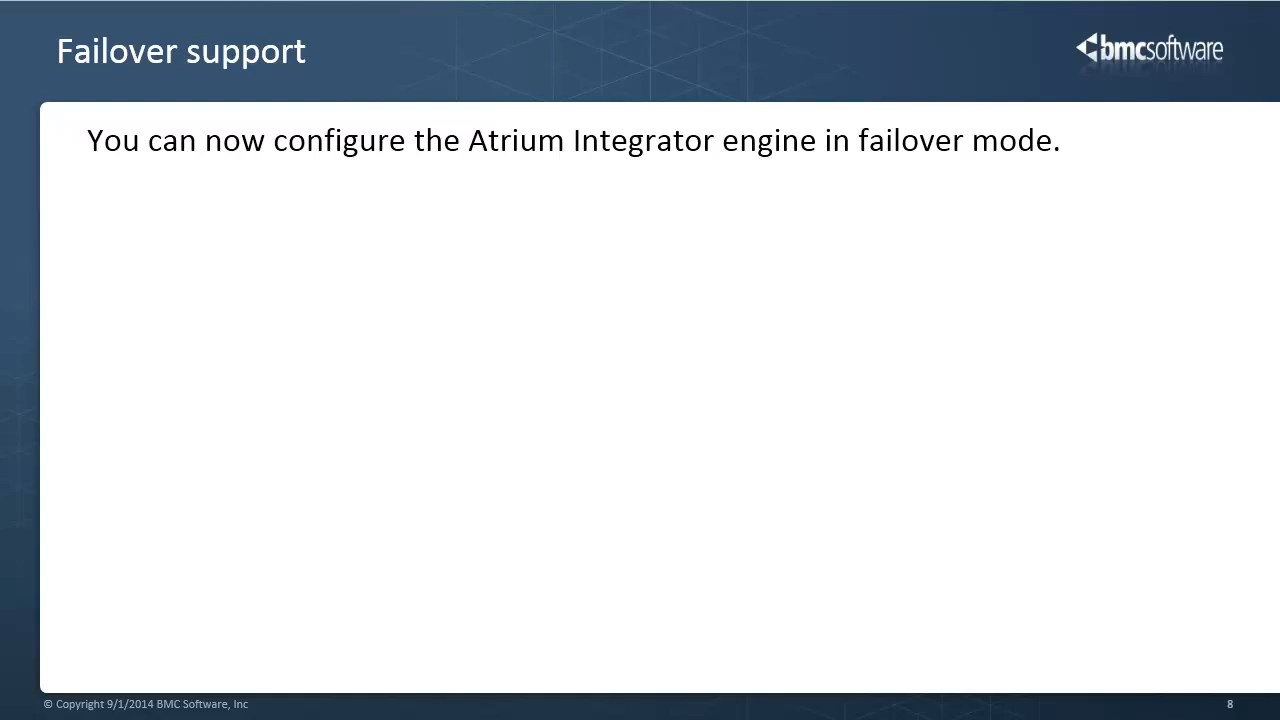 Failover support
bmcsoftware
You can now configure the Atrium Integrator engine in failover mode.
© Copyright 9/1/2014 BMC Software, Inc
8